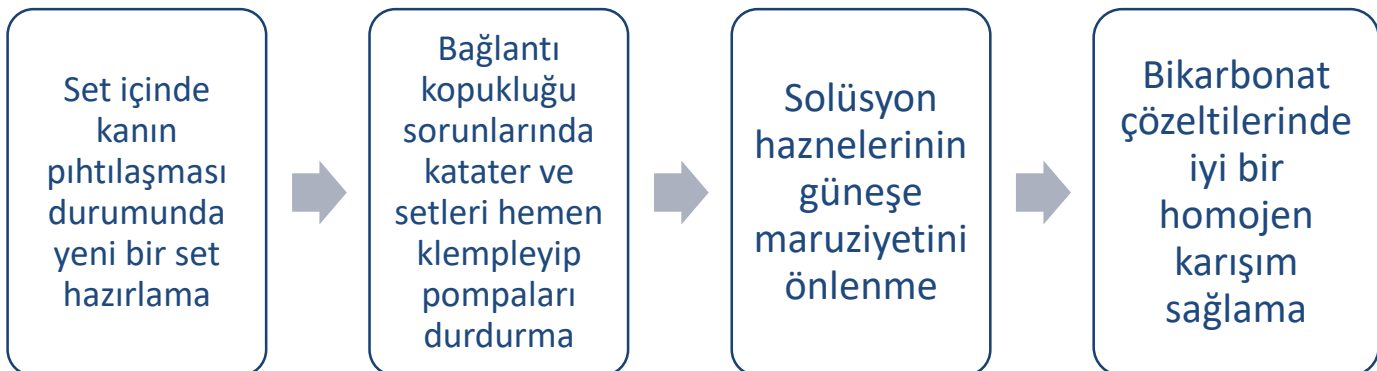 Set içinde
kanın
pıhtılaşması
durumunda
yeni bir set
hazırlama
Bağlantı
kopukluğu
sorunlarında
katater ve
setleri hemen
klempleyip
pompaları
durdurma
Solüsyon
haznelerinin
güneşe
maruziyetini
önlenme
Bikarbonat
çözeltilerinde
iyi bir
homojen
karışım
sağlama